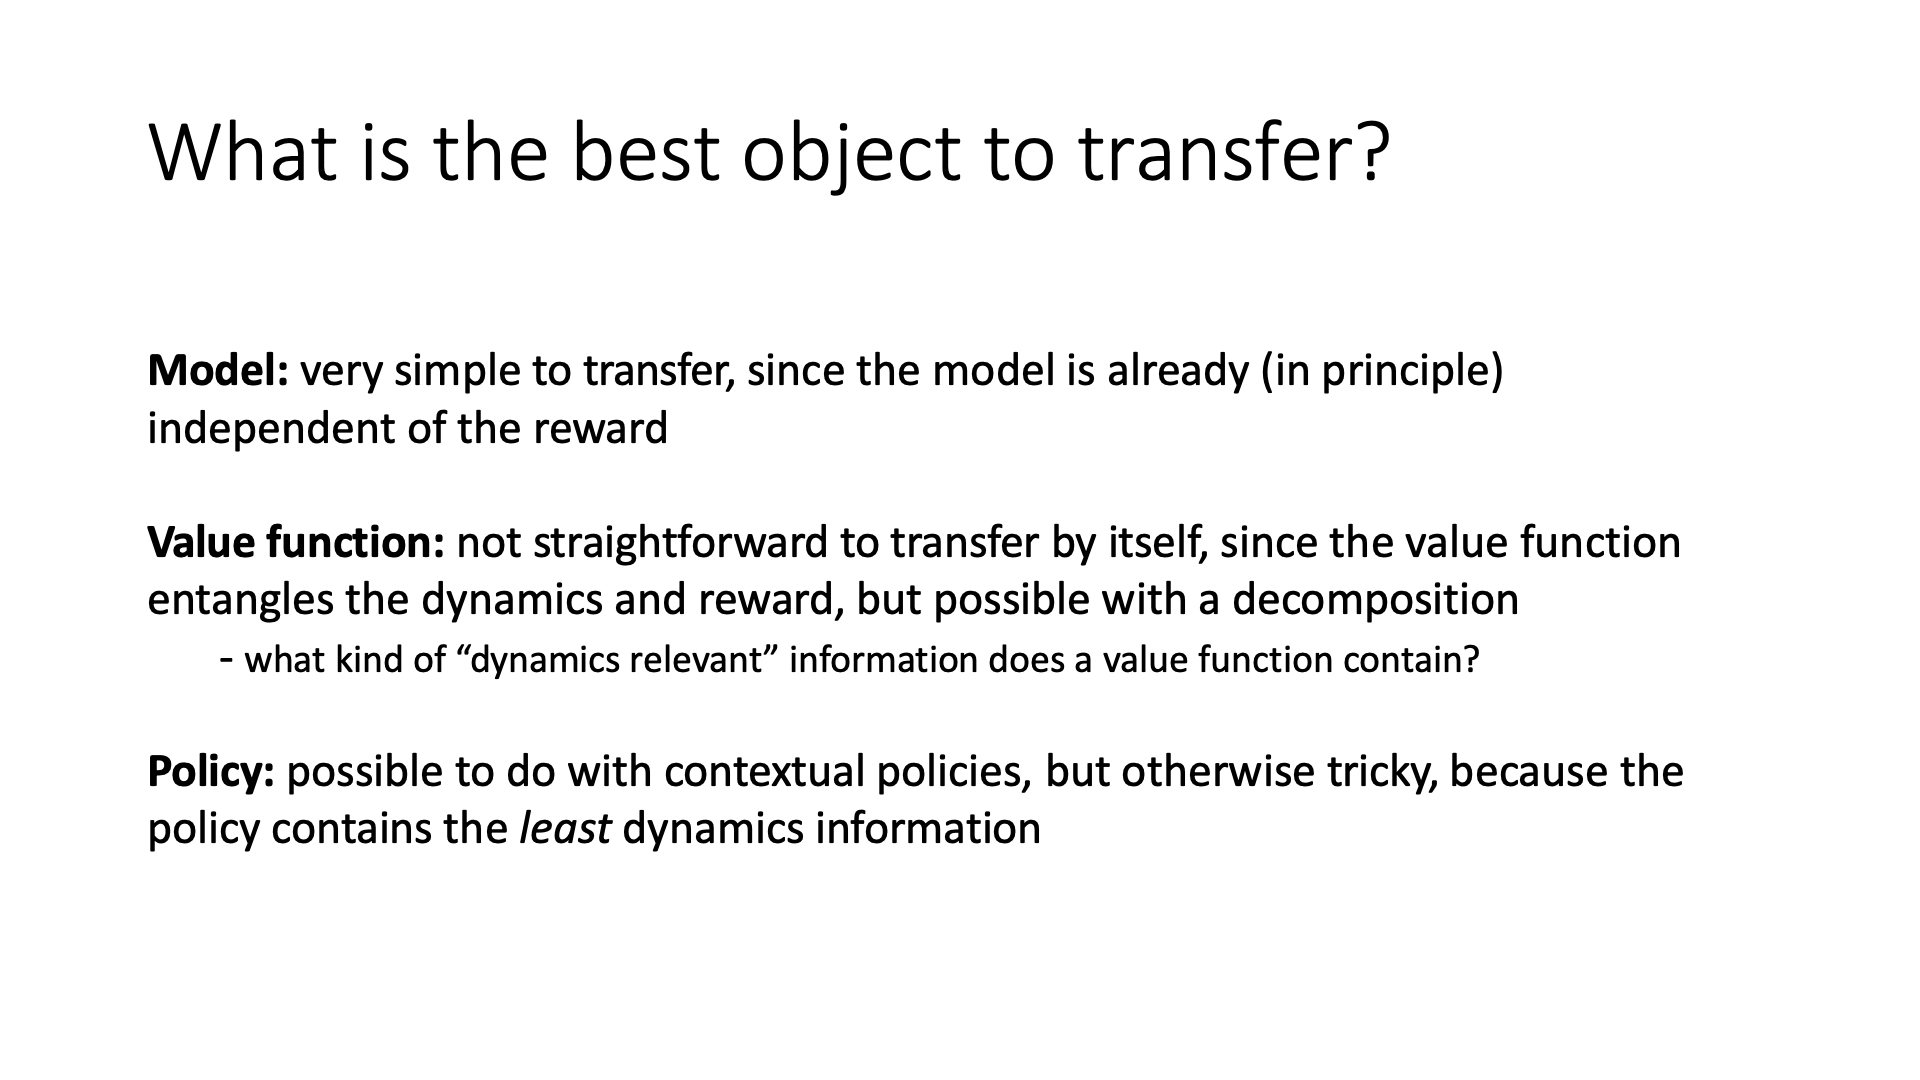 What is the best object to transfer?
Model: very simple to transfer, since the model is already (in principle)
independent of the reward
Value function: not straightforward to transfer by itself, since the value function
entangles the dynamics and reward, but possible with a decomposition
- what kind of “dynamics relevant” information does a value function contain?
Policy: possible to do with contextual policies, but otherwise tricky, because the
policy contains the least dynamics information